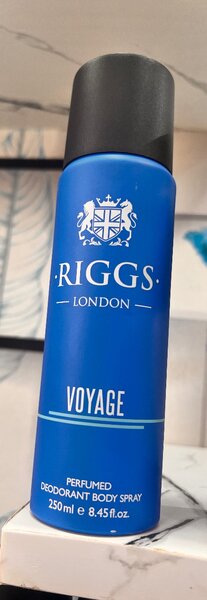 ·RIGGS·
— LONDON —
VOYAGE
PERFUMED
DEODORANT BODY SPRAY
250ml e 8.45fl.oz.